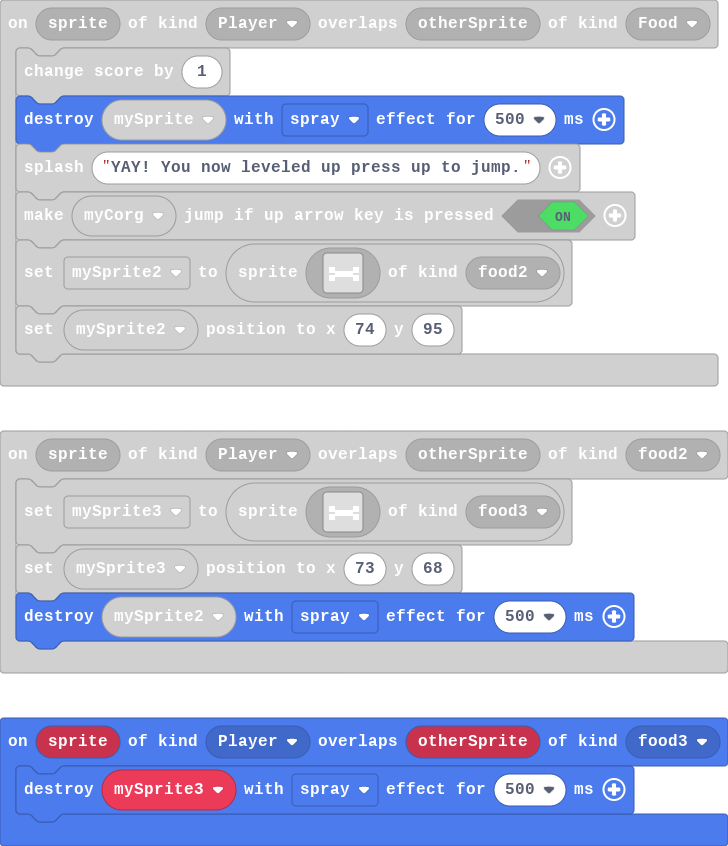 on sprite of kind Player overlaps otherSprite of kind Food
change score by 1
destroy mySprite with spray effect for 500 ms
splash "YAY! You now leveled up press up to jump."
make myCorg jump if up arrow key is pressed ON
set mySprite2 to sprite of kind food2
set mySprite2 position to x 74 y 95
on sprite of kind Player overlaps otherSprite of kind food2
set mySprite3 to sprite of kind food3
set mySprite3 position to x 73 y 68
destroy mySprite2 with spray effect for 500 ms
on sprite of kind Player overlaps otherSprite of kind food3
destroy mySprite3 with spray effect for 500 ms